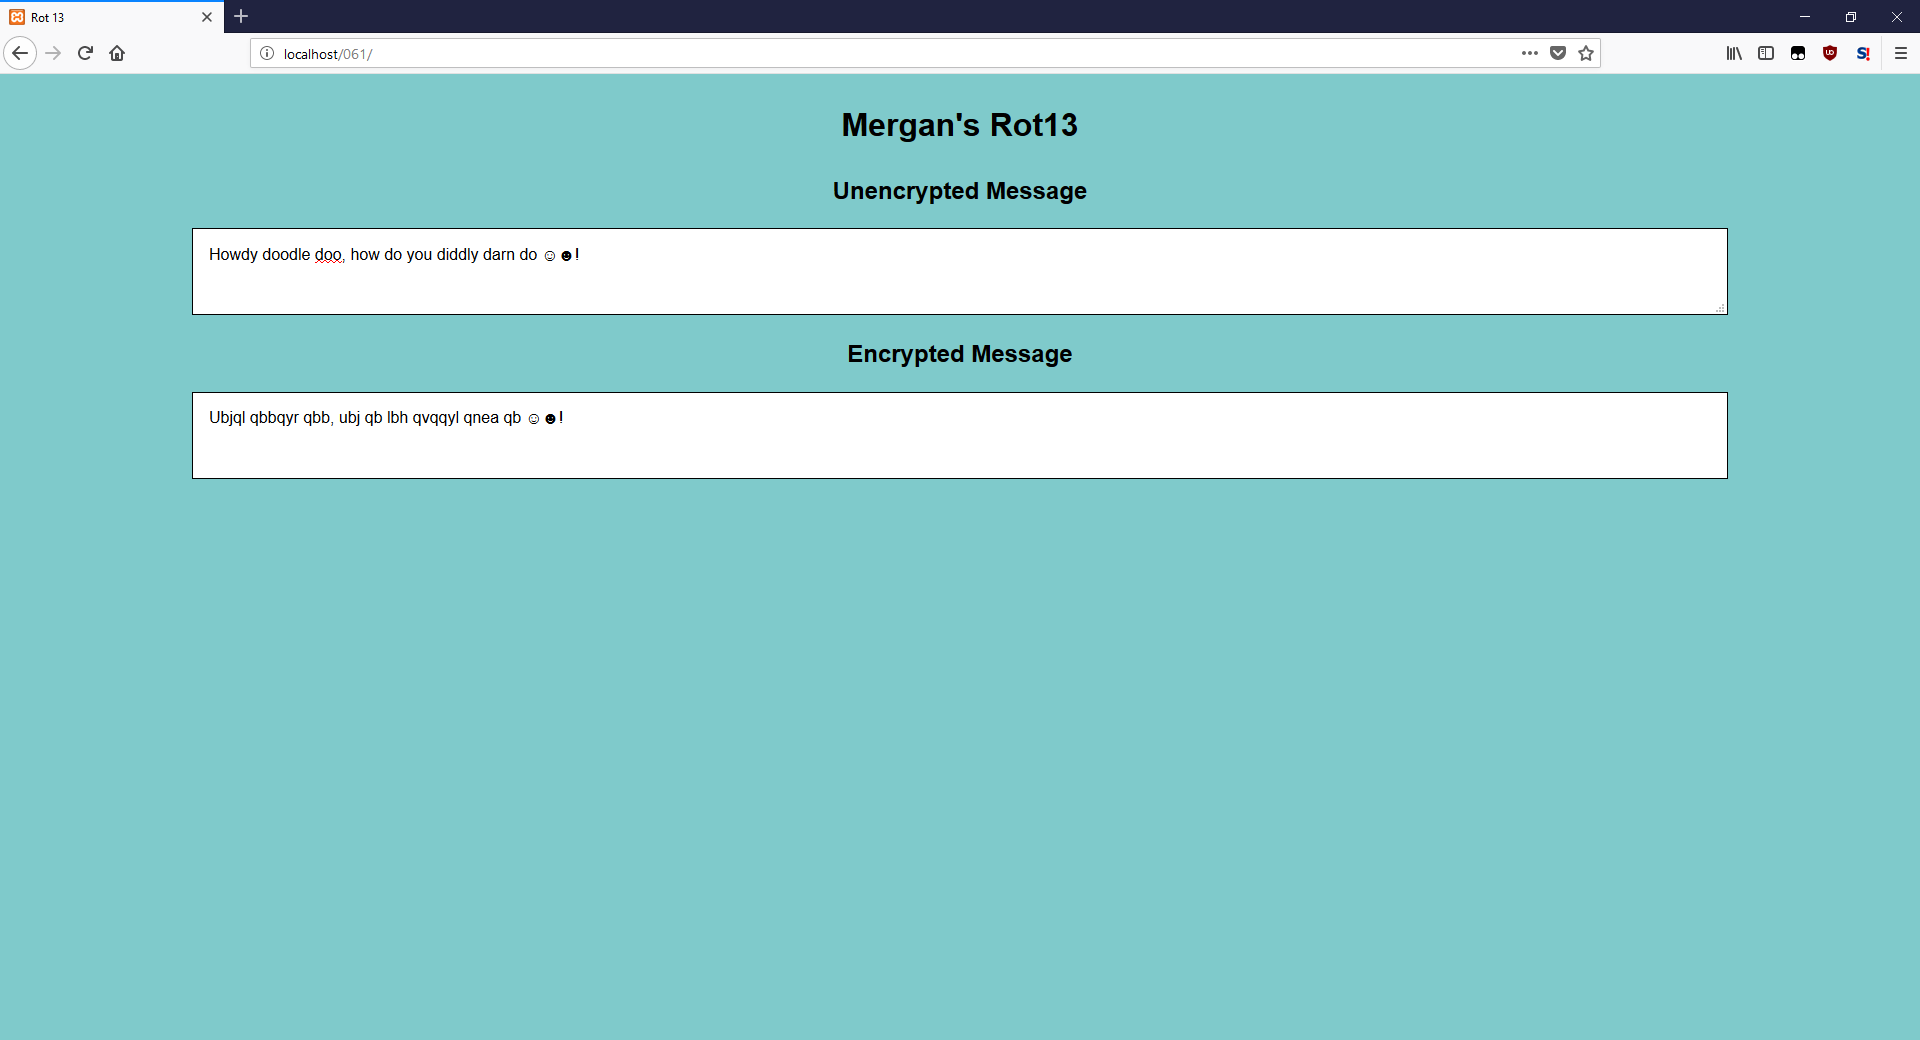 Rot 13
localhost/061/
Mergan's Rot13
Unencrypted Message
Howdy doodle doo, how do you diddly darn do ☺☻!
Encrypted Message
Ubjql qbbqyr qbb, ubj qb lbh qvqqyl qnea qb ☺☻!